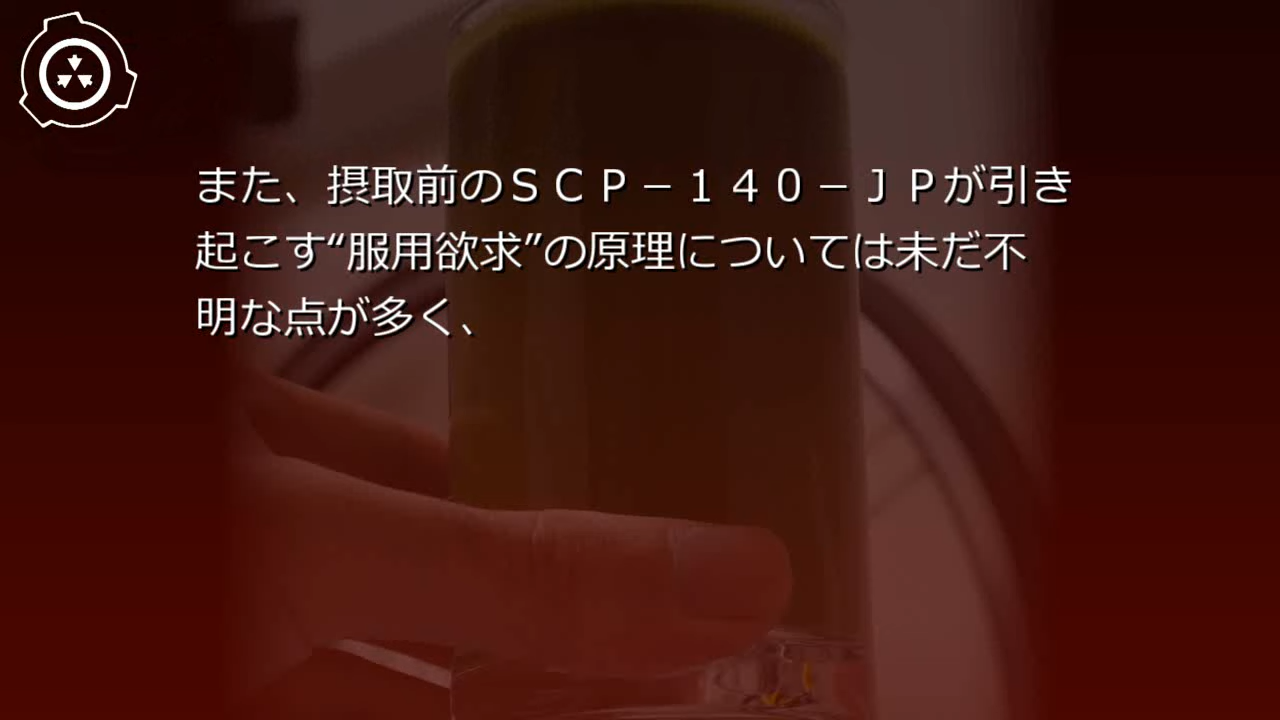 また、摂取前のＳＣＰ－１４０－ＪＰが引き
起こす“服用欲求”の原理については未だ不
明な点が多く、